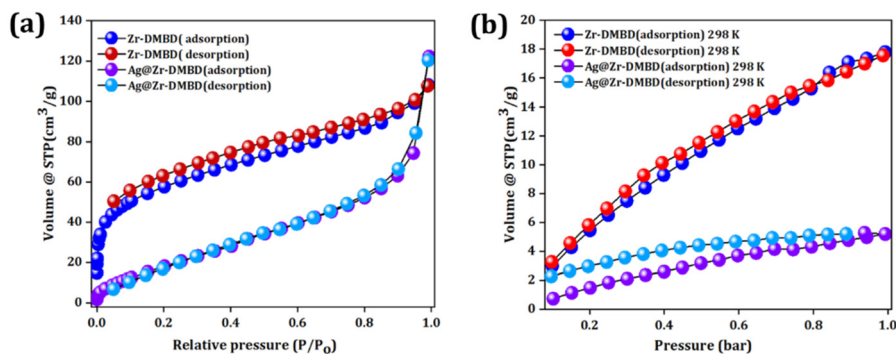 (a)
Volume @ STP(cm³/g)
140
120
100
80
60
40
20
0
Zr-DMBD( adsorption)
Zr-DMBD( desorption)
Ag@Zr-DMBD(adsorption)
Ag@Zr-DMBD(desorption)
0.0 0.2 0.4 0.6 0.8 1.0
Relative pressure (P/Po)
(b)
Volume @ STP(cm³/g)
20
18
16
14
12
10
8
6
4
2
0
Zr-DMBD(adsorption) 298 K
Zr-DMBD(desorption) 298 K
Ag@Zr-DMBD(adsorption) 298 K
Ag@Zr-DMBD(desorption) 298 K
0.2 0.4 0.6 0.8 1.0
Pressure (bar)